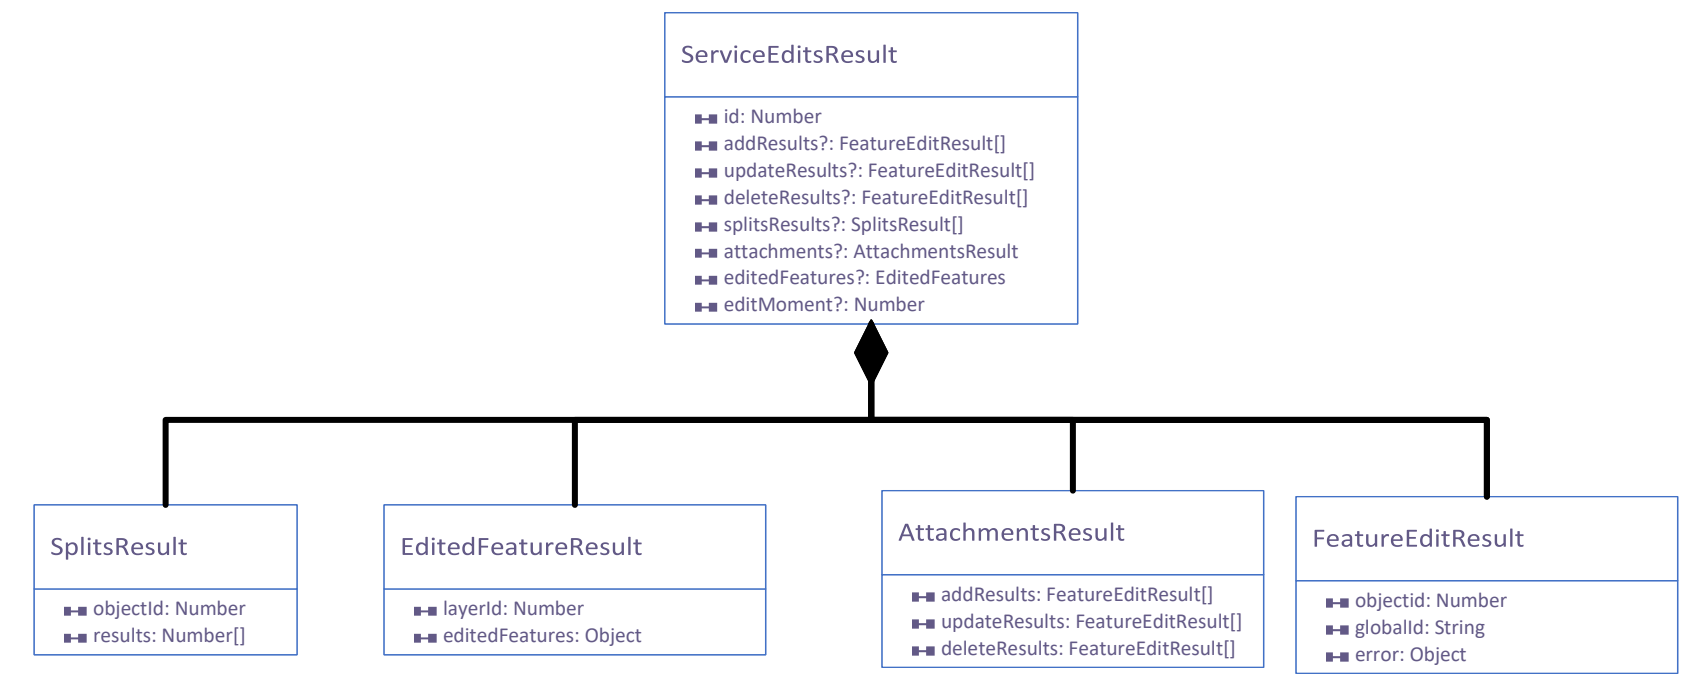 ServiceEditsResult
id: Number
addResults?: FeatureEditResult[]
updateResults?: FeatureEditResult[]
deleteResults?: FeatureEditResult[]
splitsResults?: SplitsResult[]
attachments?: AttachmentsResult
editedFeatures?: EditedFeatures
editMoment?: Number
SplitsResult
objectId: Number
results: Number[]
EditedFeatureResult
layerId: Number
editedFeatures: Object
AttachmentsResult
addResults: FeatureEditResult[]
updateResults: FeatureEditResult[]
deleteResults: FeatureEditResult[]
FeatureEditResult
objectid: Number
globalId: String
error: Object